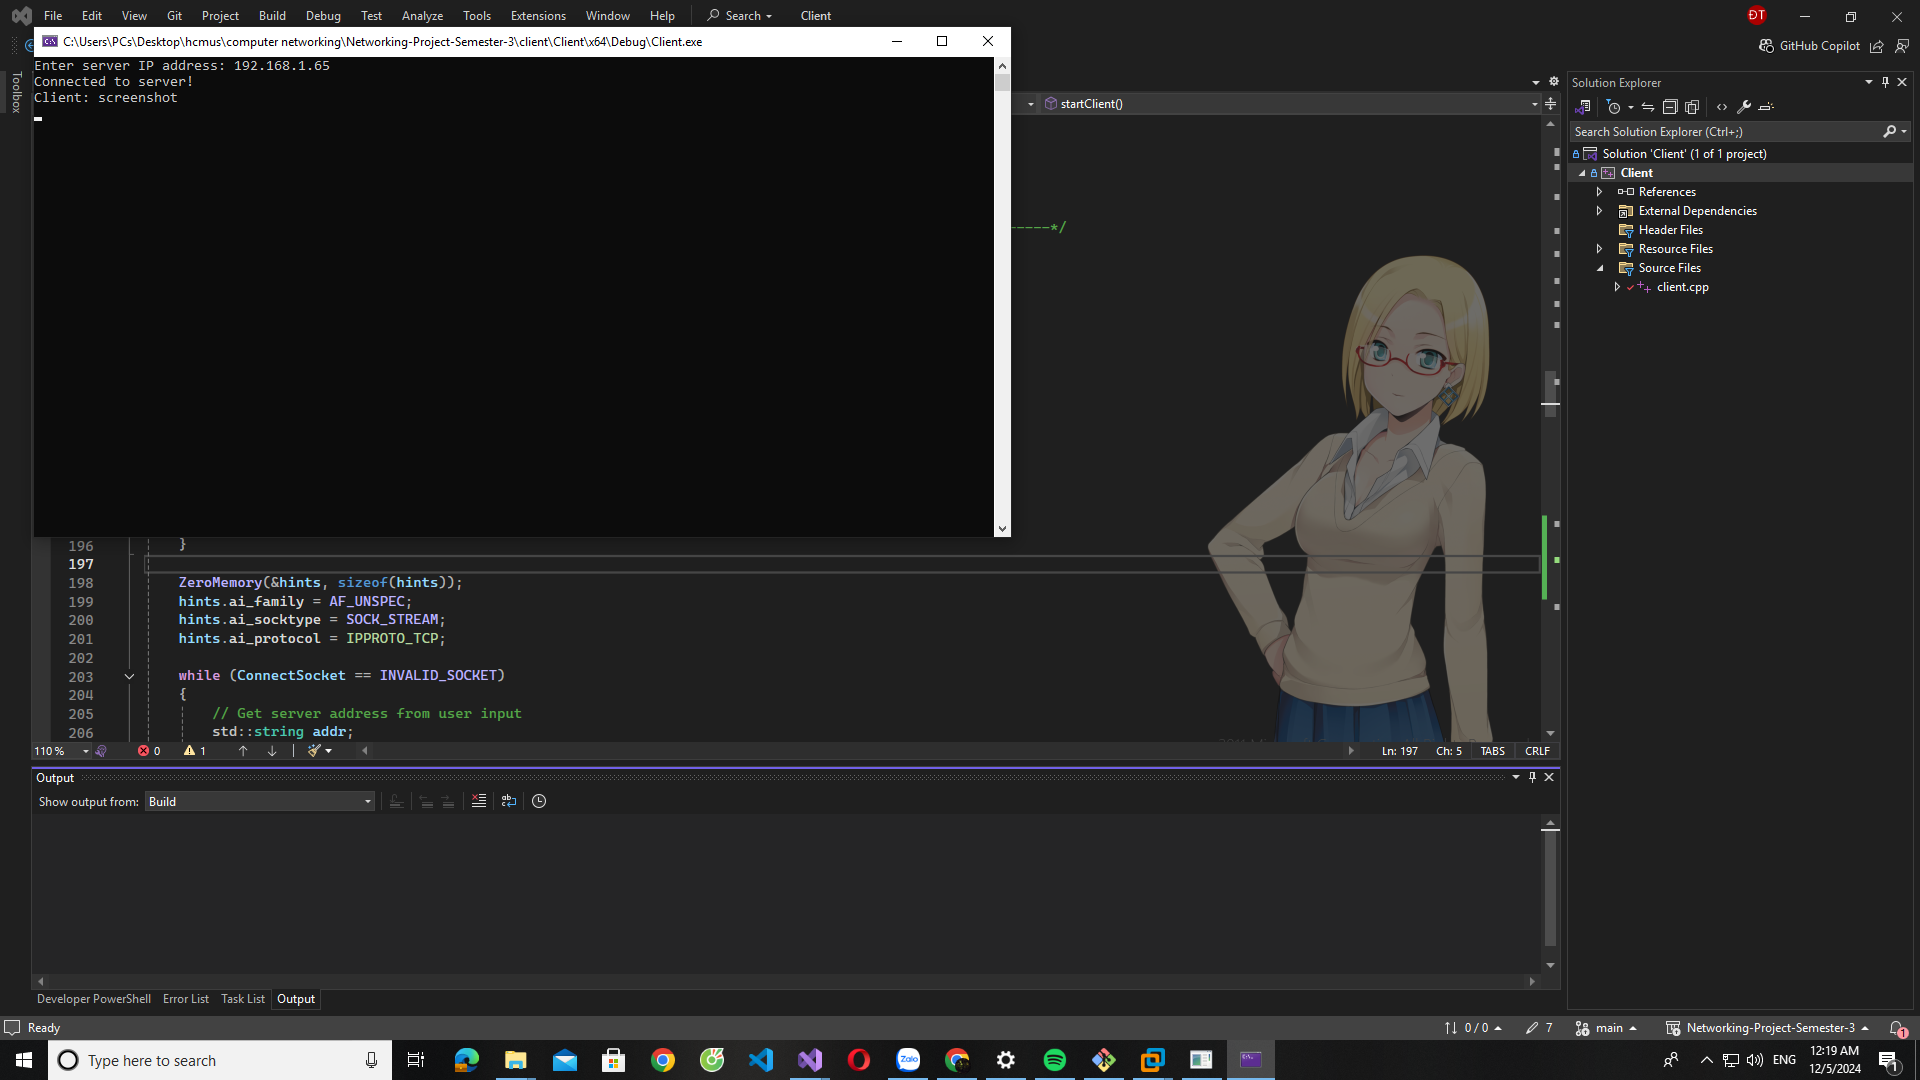 File Edit View Git Project Build Debug Test Analyze Tools Extensions Window Help Search Client ĐT
GitHub Copilot
C:\Users\PCs\Desktop\hcmus\computer networking\Networking-Project-Semester-3\client\Client\x64\Debug\Client.exe
Enter server IP address: 192.168.1.65
Connected to server!
Client: screenshot
Toolbox
startClient()
-----*/
196 }
197
198 ZeroMemory(&hints, sizeof(hints));
199 hints.ai_family = AF_UNSPEC;
200 hints.ai_socktype = SOCK_STREAM;
201 hints.ai_protocol = IPPROTO_TCP;
202
203 while (ConnectSocket == INVALID_SOCKET)
204 {
205 // Get server address from user input
206 std::string addr;
110 % 0 1 Ln: 197 Ch: 5 TABS CRLF
Output
Show output from: Build
Developer PowerShell Error List Task List Output
Solution Explorer
Search Solution Explorer (Ctrl+;)
Solution 'Client' (1 of 1 project)
Client
References
External Dependencies
Header Files
Resource Files
Source Files
client.cpp
Ready 0 / 0 7 main Networking-Project-Semester-3 1
Type here to search Zalo ENG 12:19 AM
12/5/2024 1